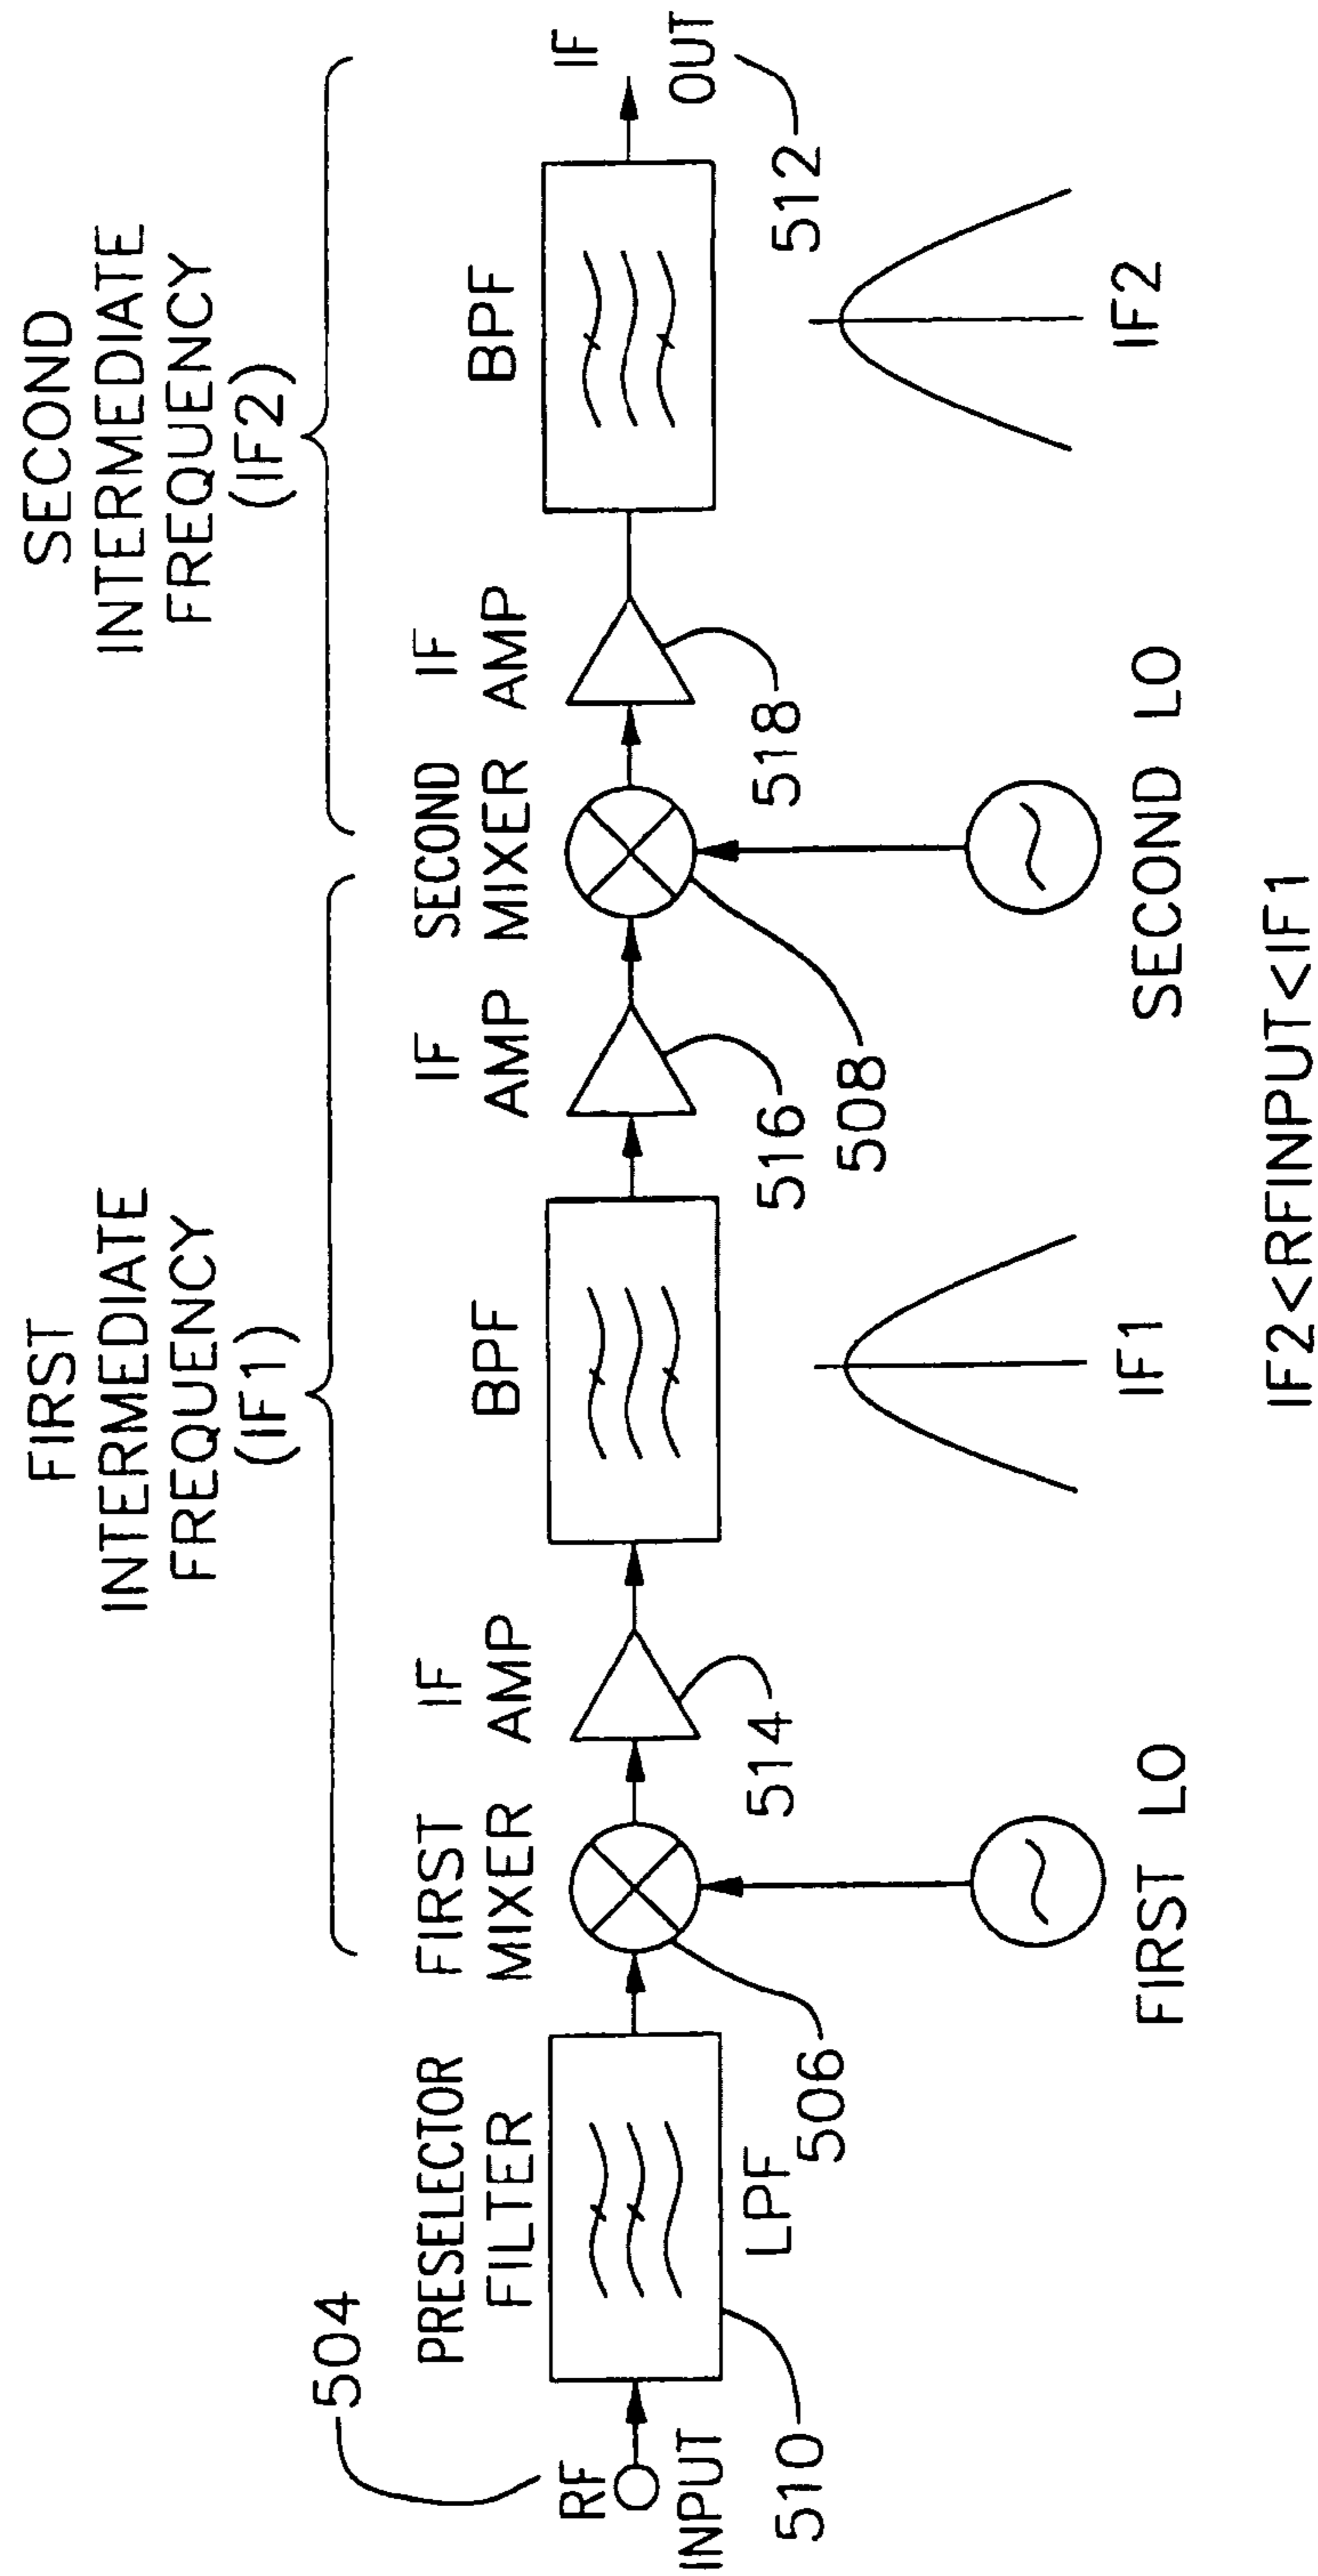 FIRST
INTERMEDIATE
FREQUENCY
(IF1)
SECOND
INTERMEDIATE
FREQUENCY
(IF2)
504
RF
INPUT
PRESELECTOR
FILTER
LPF
510
FIRST
MIXER
506
FIRST LO
IF
AMP
514
BPF
IF1
IF
AMP
516
SECOND
MIXER
508
SECOND LO
IF
AMP
518
BPF
IF2
IF
OUT
512
IF2<RFINPUT<IF1